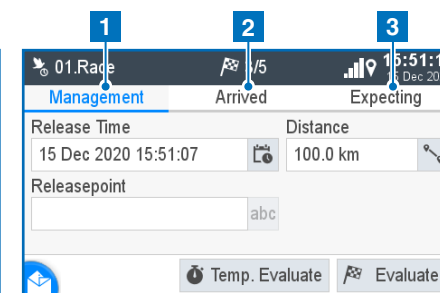 1 2 3
01.Race /5 15:51:1
15 Dec 20
Management Arrived Expecting
Release Time Distance
15 Dec 2020 15:51:07 100.0 km
Releasepoint
abc
Temp. Evaluate Evaluate